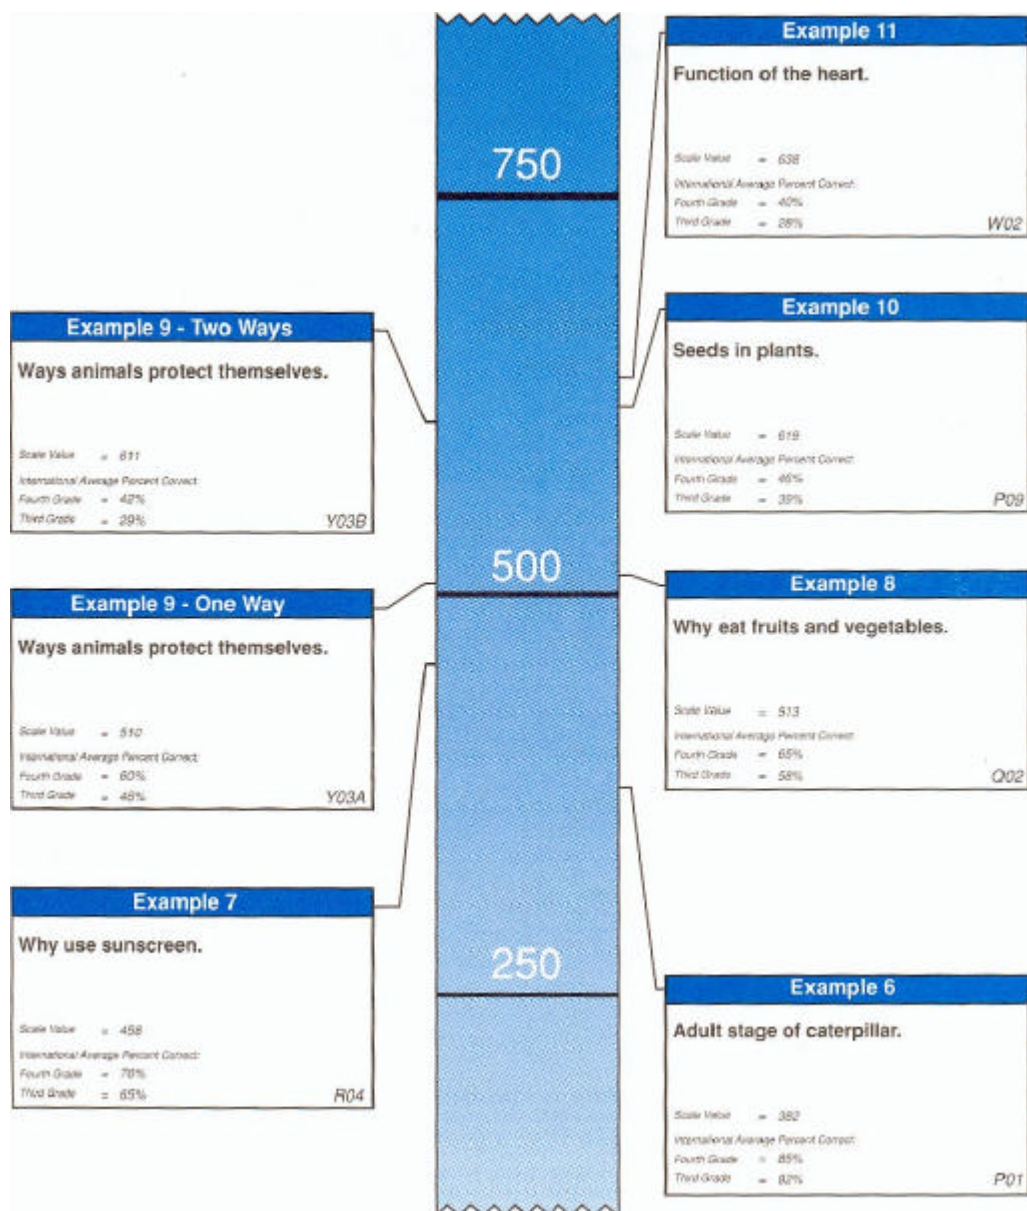 Example 11
Function of the heart.
Scale Value = 638
International Average Percent Correct:
Fourth Grade = 40%
Third Grade = 28%
W02
750
Example 10
Seeds in plants.
Scale Value = 619
International Average Percent Correct:
Fourth Grade = 46%
Third Grade = 39%
P09
Example 9 - Two Ways
Ways animals protect themselves.
Scale Value = 611
International Average Percent Correct:
Fourth Grade = 42%
Third Grade = 29%
Y03B
500
Example 8
Why eat fruits and vegetables.
Scale Value = 513
International Average Percent Correct:
Fourth Grade = 65%
Third Grade = 58%
Q02
Example 9 - One Way
Ways animals protect themselves.
Scale Value = 510
International Average Percent Correct:
Fourth Grade = 60%
Third Grade =
Y03A
Example 7
Why use sunscreen.
Scale Value = 458
International Average Percent Correct:
Fourth Grade =
Third Grade = 65%
R04
250
Example 6
Adult stage of caterpillar.
Scale Value = 382
International Average Percent Correct:
Fourth Grade = 85%
Third Grade = 82%
P01